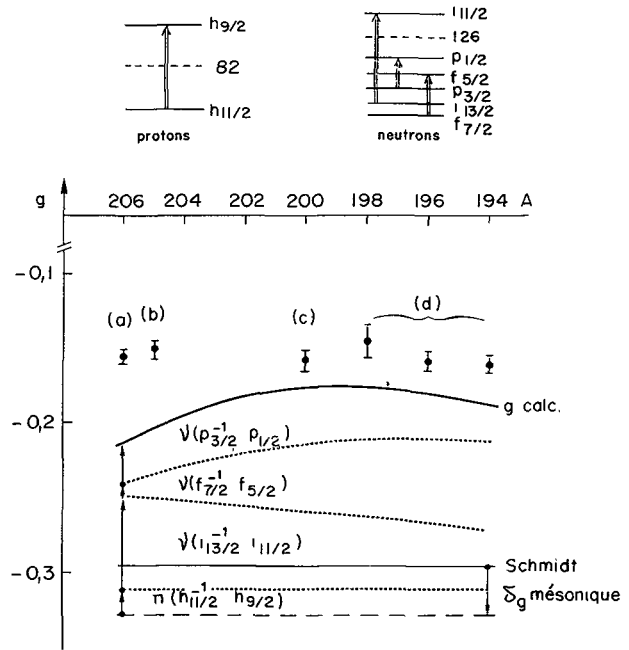 h9/2
82
h11/2
protons
i11/2
126
p1/2
f5/2
p3/2
i13/2
f7/2
neutrons
g
206 204 202 200 198 196 194 A
-0,1
(a)
(b)
(c)
(d)
-0,2
g calc.
ν(p3/2⁻¹ p1/2)
ν(f7/2⁻¹ f5/2)
ν(i13/2⁻¹ i11/2)
Schmidt
-0,3
π(h11/2⁻¹ h9/2)
δg mésonique